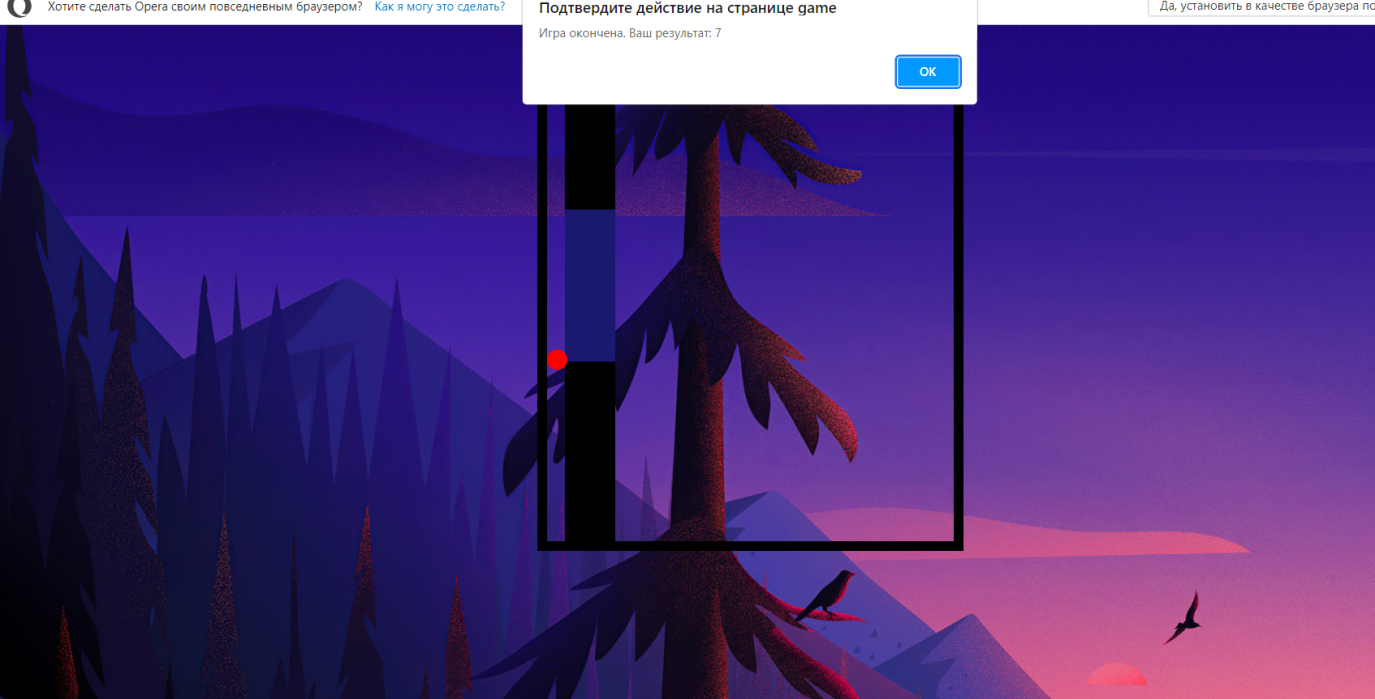 Хотите сделать Opera своим повседневным браузером? Как я могу это сделать?
Да, установить в качестве браузера по
Подтвердите действие на странице game
Игра окончена. Ваш результат: 7
OK